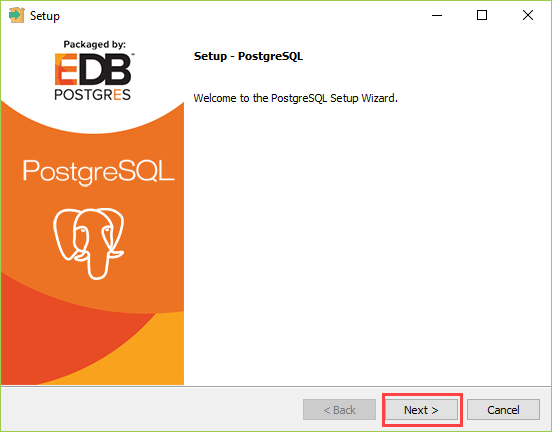 Setup
Packaged by:
EDB
POSTGRES
PostgreSQL
Setup - PostgreSQL
Welcome to the PostgreSQL Setup Wizard.
< Back
Next >
Cancel